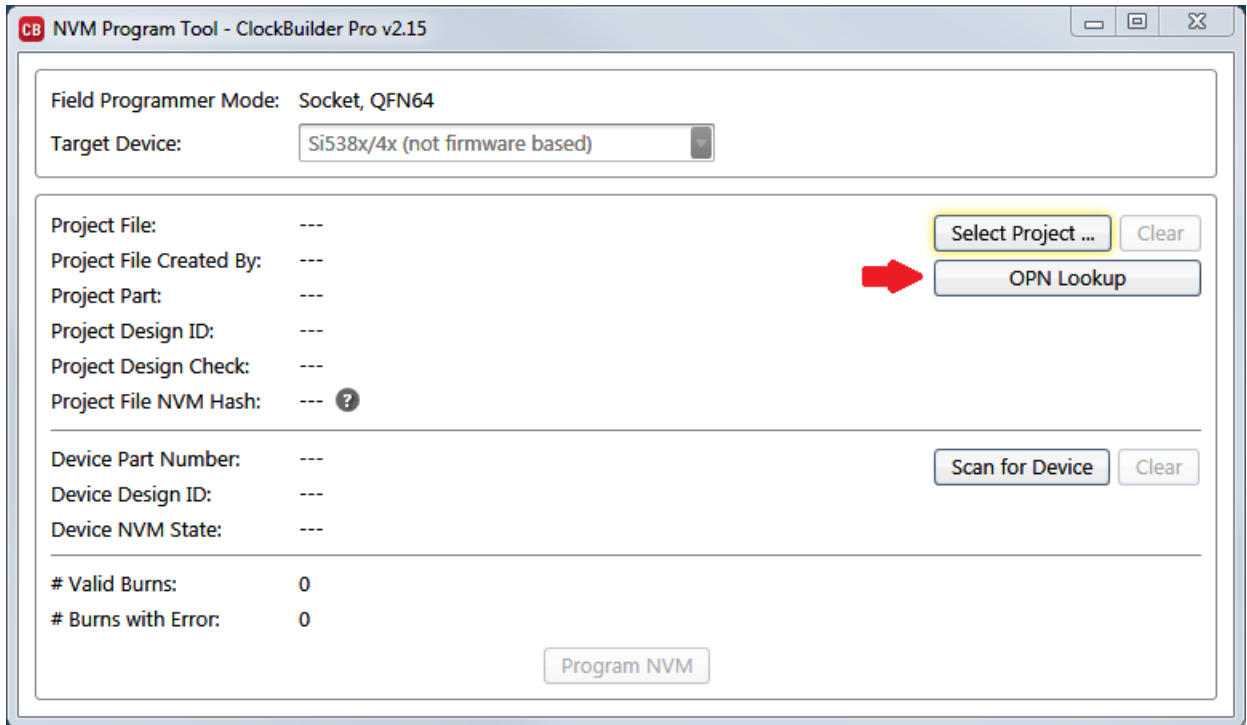 CB NVM Program Tool - ClockBuilder Pro v2.15
Field Programmer Mode: Socket, QFN64
Target Device: Si538x/4x (not firmware based)
Project File: --- Select Project ... Clear
Project File Created By: ---
OPN Lookup
Project Part: ---
Project Design ID: ---
Project Design Check: ---
Project File NVM Hash: --- ?
Device Part Number: --- Scan for Device Clear
Device Design ID: ---
Device NVM State: ---
# Valid Burns: 0
# Burns with Error: 0
Program NVM